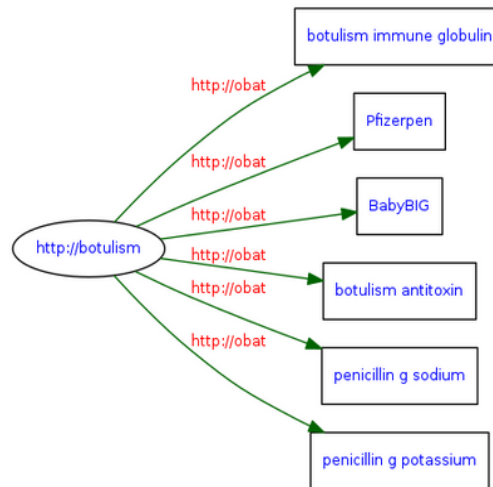 botulism immune globulin
http://obat
Pfizerpen
http://obat
BabyBIG
http://obat
http://botulism
http://obat
botulism antitoxin
http://obat
penicillin g sodium
http://obat
penicillin g potassium